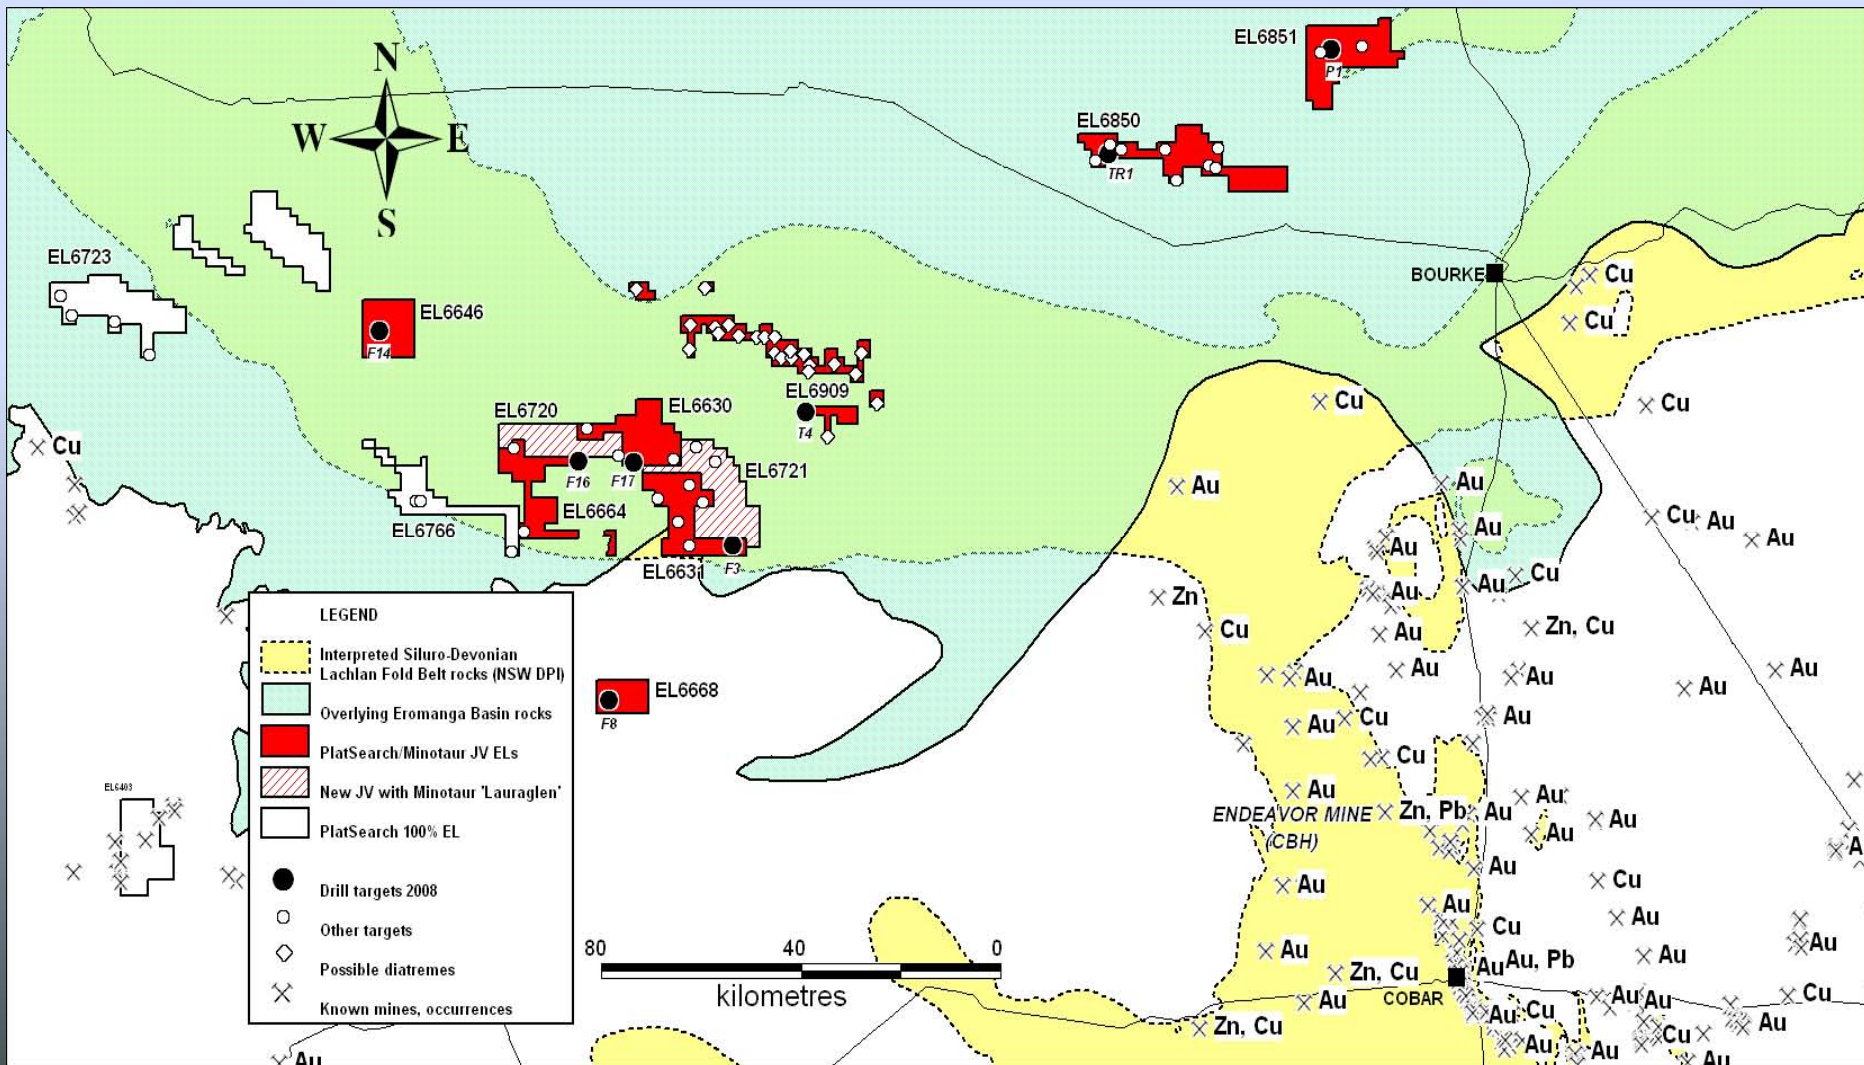 EL6851
P1
N
EL6850
W
E
TR1
S
EL6723
BOURKE
Cu
EL6646
Cu
F14
EL6909
Cu
Cu
EL6720
EL6630
T4
Cu
EL6721
Au
Au
F16
F17
EL6766
EL6664
Cu
Au
Au
Au
Au
EL6631
F3
Cu
Au
Au
Zn
LEGEND
Cu
Au
Zn, Cu
Interpreted Siluro-Devonian
Lachlan Fold Belt rocks (NSW DPI)
Au
Au
Au
Au
EL6668
Au
Overlying Eromanga Basin rocks
F8
Au
Cu
Au
PlatSearch/Minotaur JV ELs
Cu
EL6403
New JV with Minotaur 'Lauraglen'
Au
Au
ENDEAVOR MINE
(CBH)
Zn, Pb
Au
Au
PlatSearch 100% EL
Au
A
Au
Drill targets 2008
Au
Cu
Au
Au
Other targets
Cu
80
40
0
Au
Au
Au
Possible diatremes
Au
Au, Pb
kilometres
Zn, Cu
COBAR
Known mines, occurrences
Au
Au
Au
Cu
Zn, Cu
Au
Cu
Au
Cu
Au
Au
Au
Au